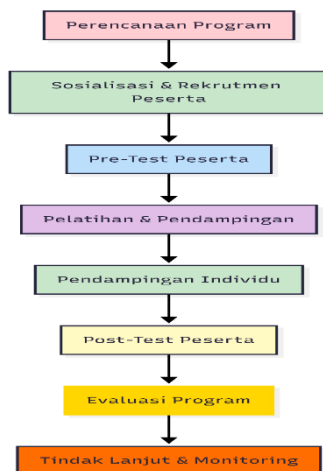 Perencanaan Program
Sosialisasi & Rekrutmen
Peserta
Pre-Test Peserta
Pelatihan & Pendampingan
Pendampingan Individu
Post-Test Peserta
Evaluasi Program
Tindak Lanjut & Monitoring